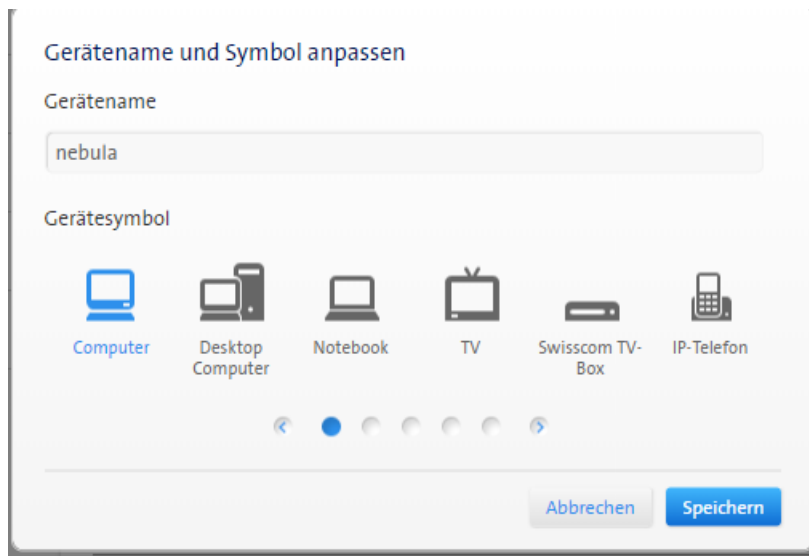 Gerätename und Symbol anpassen
Gerätename
nebula
Gerätesymbol
Computer
Desktop
Computer
Notebook
TV
Swisscom TV-
Box
IP-Telefon
Abbrechen
Speichern